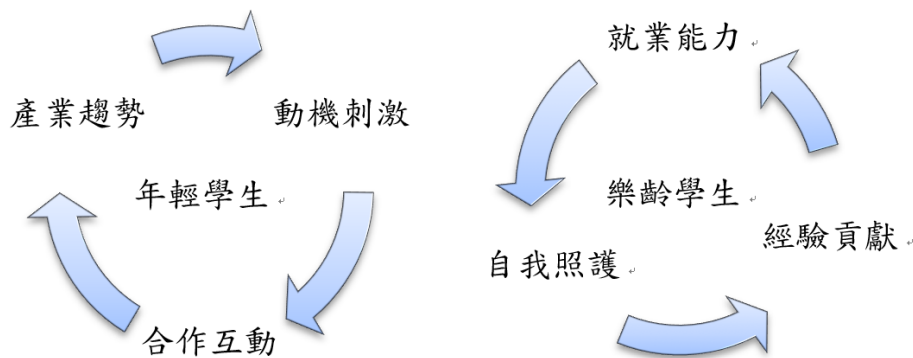 產業趨勢
動機刺激
年輕學生
合作互動
就業能力
樂齡學生
經驗貢獻
自我照護